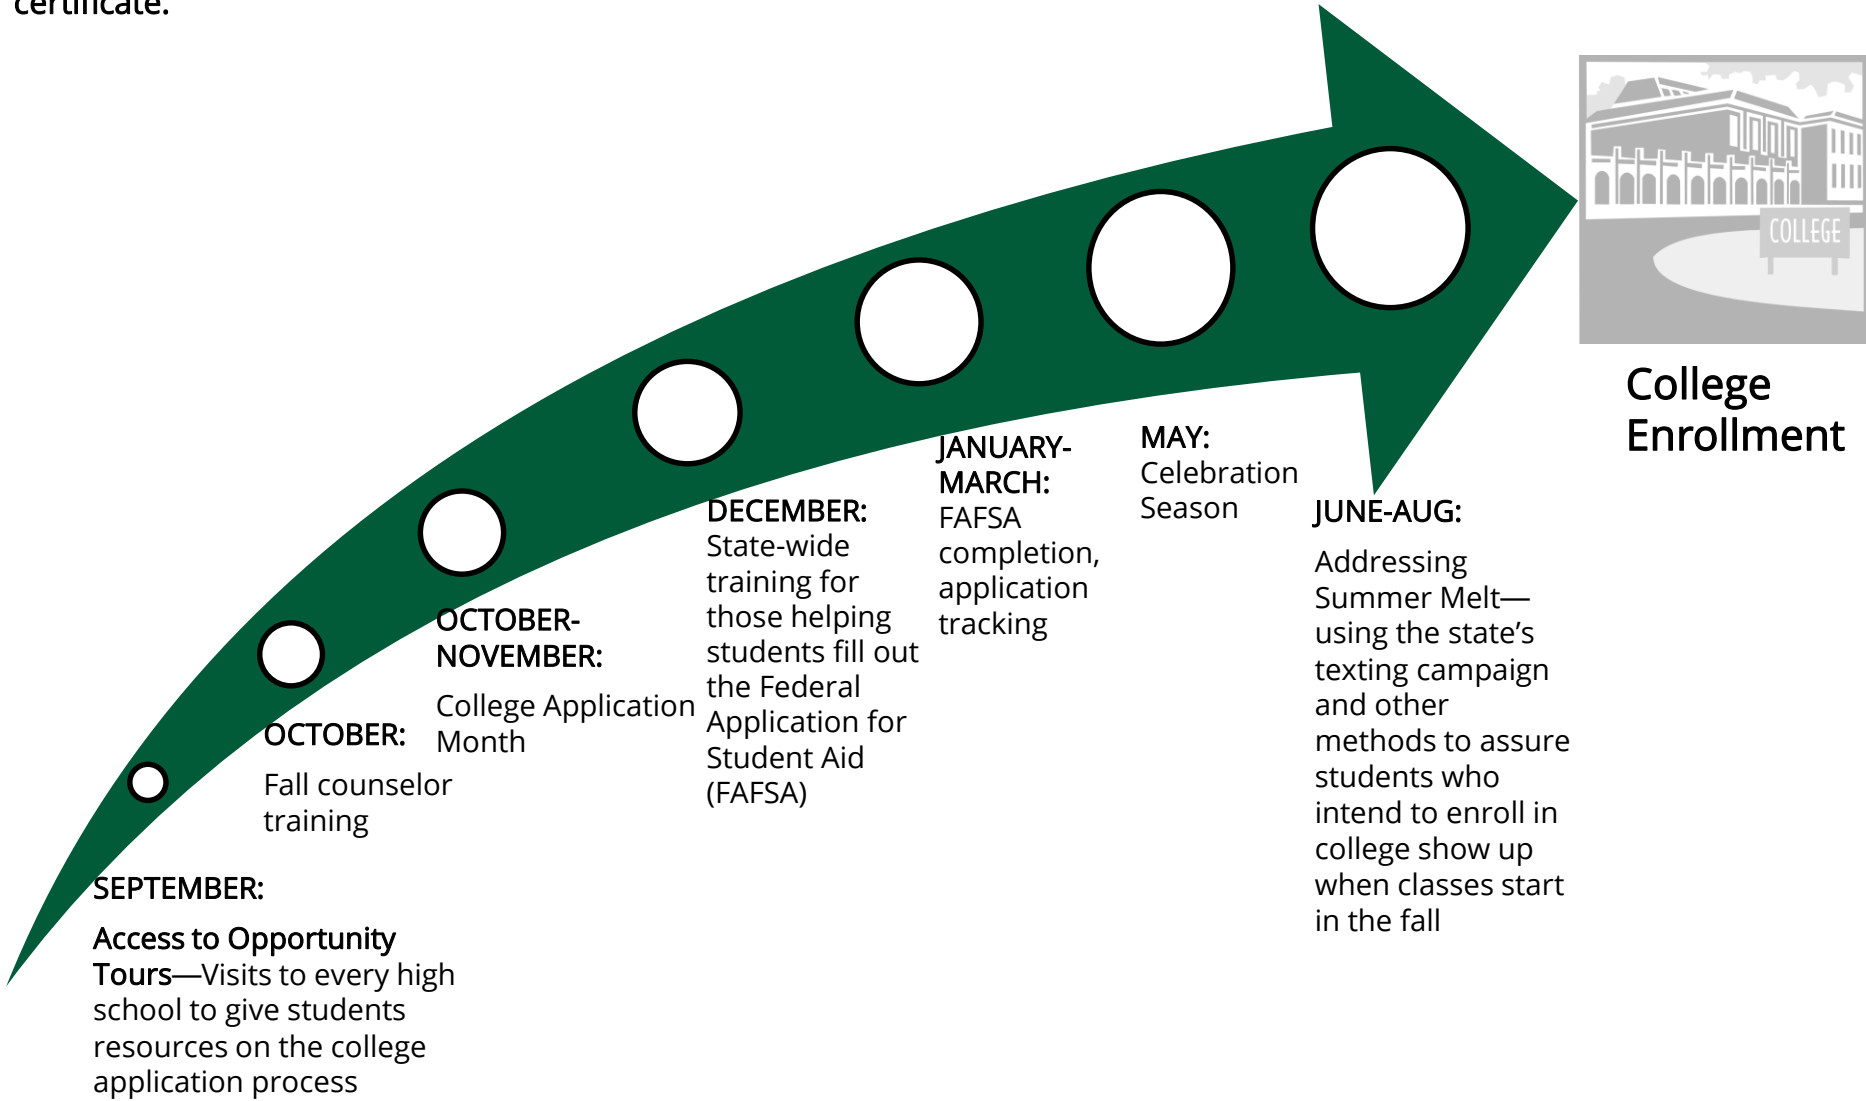 certificate.
COLLEGE
College
Enrollment
SEPTEMBER:
Access to Opportunity
Tours—Visits to every high
school to give students
resources on the college
application process
OCTOBER:
Fall counselor
training
OCTOBER-
NOVEMBER:
College Application
Month
DECEMBER:
State-wide
training for
those helping
students fill out
the Federal
Application for
Student Aid
(FAFSA)
JANUARY-
MARCH:
FAFSA
completion,
application
tracking
MAY:
Celebration
Season
JUNE-AUG:
Addressing
Summer Melt—
using the state’s
texting campaign
and other
methods to assure
students who
intend to enroll in
college show up
when classes start
in the fall